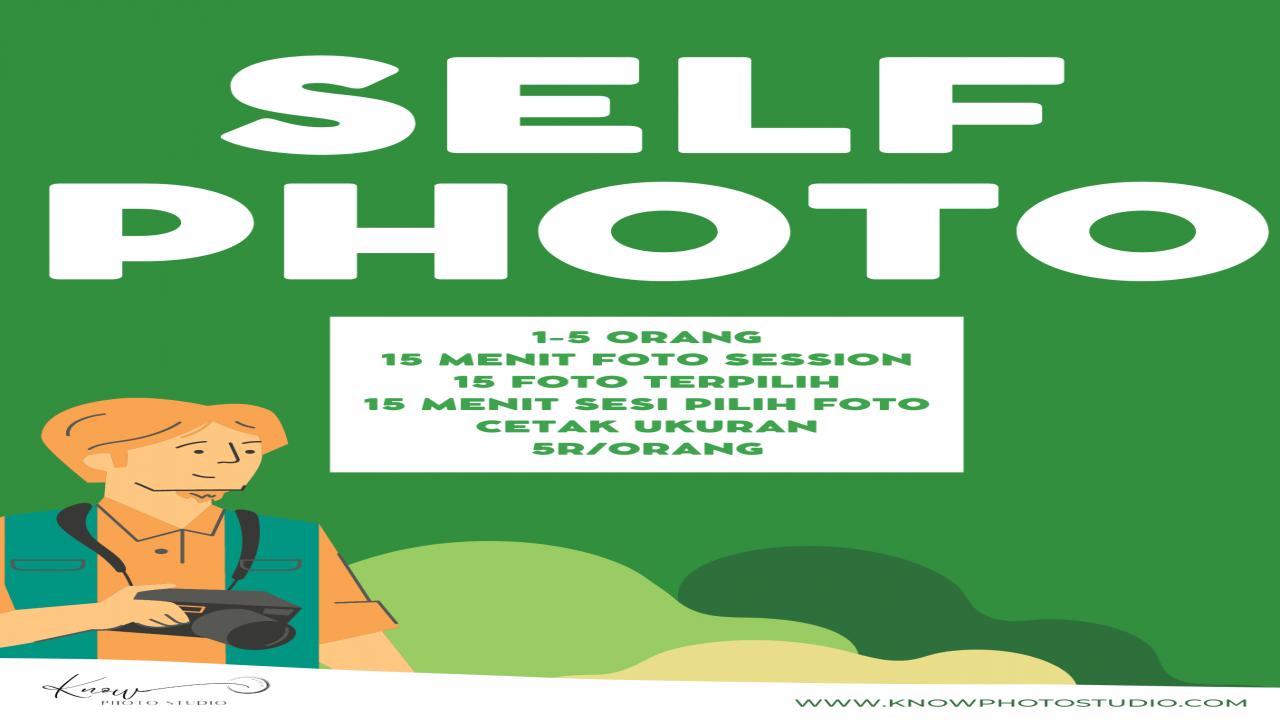 SELF
PHOTO
1-5 ORANG
15 MENIT FOTO SESSION
15 FOTO TERPILIH
15 MENIT SESI PILIH FOTO
CETAK UKURAN
5R/ORANG
Know
PHOTO STUDIO
WWW.KNOWPHOTOSTUDIO.COM